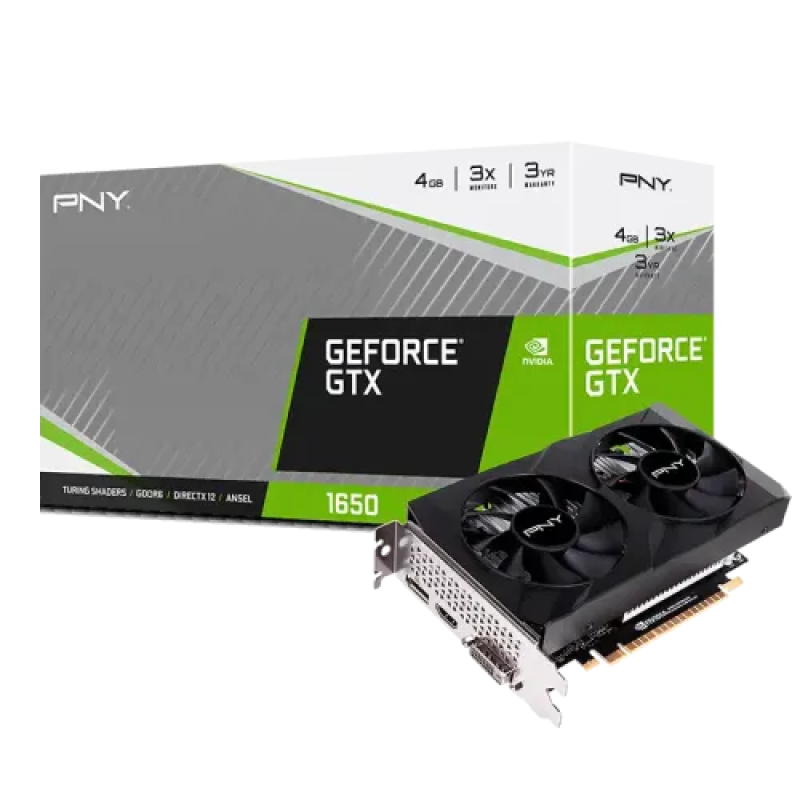 PNY.
4GB | 3X MONITORS | 3YR WARRANTY
PNY.
4GB | 3X
3YR
GEFORCE®
GTX
NVIDIA
GEFORCE®
GTX
TURING SHADERS / GDDR6 / DIRECTX 12 / ANSEL
1650
PNY
PNY